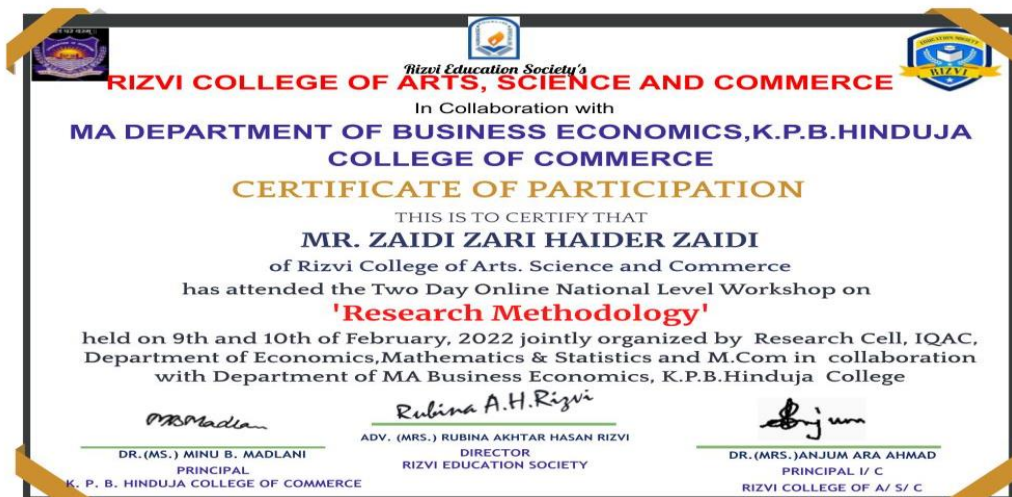 Rizvi Education Society's
EDUCATION SOCIETY
RIZVI
RIZVI COLLEGE OF ARTS, SCIENCE AND COMMERCE
In Collaboration with
MA DEPARTMENT OF BUSINESS ECONOMICS,K.P.B.HINDUJA
COLLEGE OF COMMERCE
CERTIFICATE OF PARTICIPATION
THIS IS TO CERTIFY THAT
MR. ZAIDI ZARI HAIDER ZAIDI
of Rizvi College of Arts. Science and Commerce
has attended the Two Day Online National Level Workshop on
'Research Methodology'
held on 9th and 10th of February, 2022 jointly organized by Research Cell, IQAC,
Department of Economics,Mathematics & Statistics and M.Com in collaboration
with Department of MA Business Economics, K.P.B.Hinduja College
MBMadlan
Rubina A.H.Rizvi
Anjum
DR.(MS.) MINU B. MADLANI
PRINCIPAL
K. P. B. HINDUJA COLLEGE OF COMMERCE
ADV. (MRS.) RUBINA AKHTAR HASAN RIZVI
DIRECTOR
RIZVI EDUCATION SOCIETY
DR.(MRS.)ANJUM ARA AHMAD
PRINCIPAL I/ C
RIZVI COLLEGE OF A/ S/ C